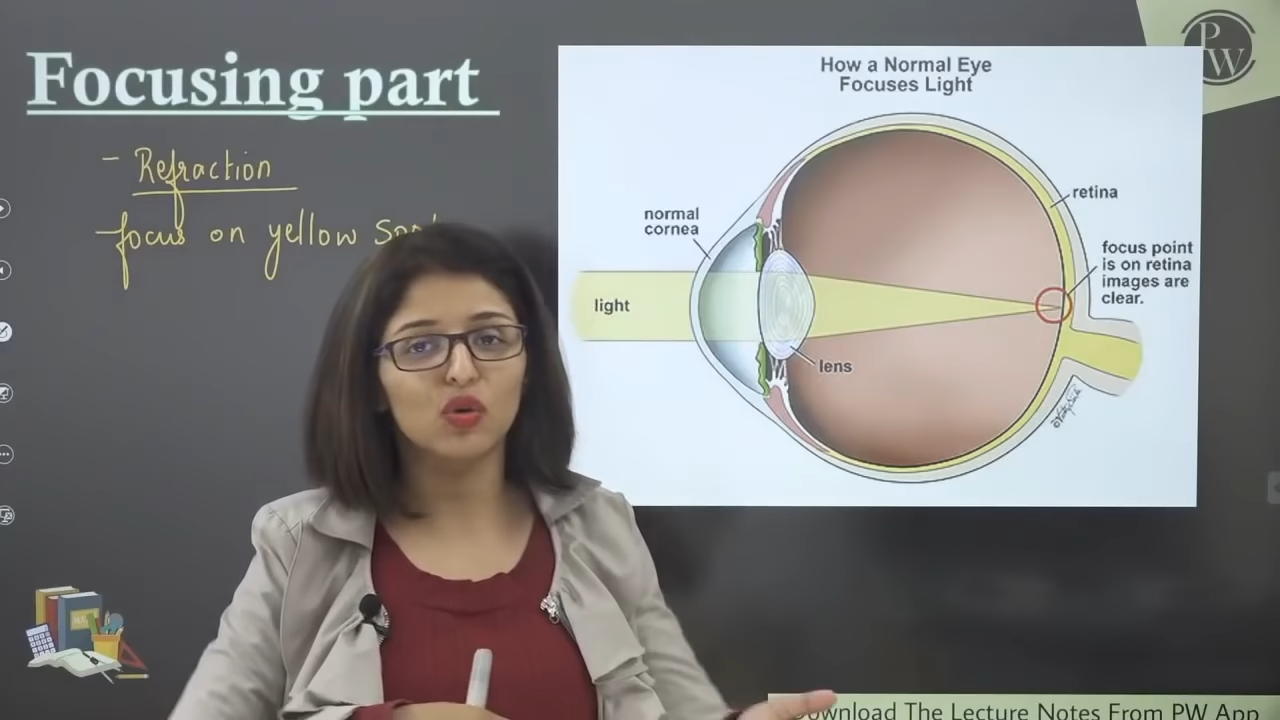 Focusing part
- Refraction
- focus on yellow
How a Normal Eye
Focuses Light
normal
cornea
light
lens
retina
focus point
is on retina
images are
clear.
PW
Download The Lecture Notes From PW App